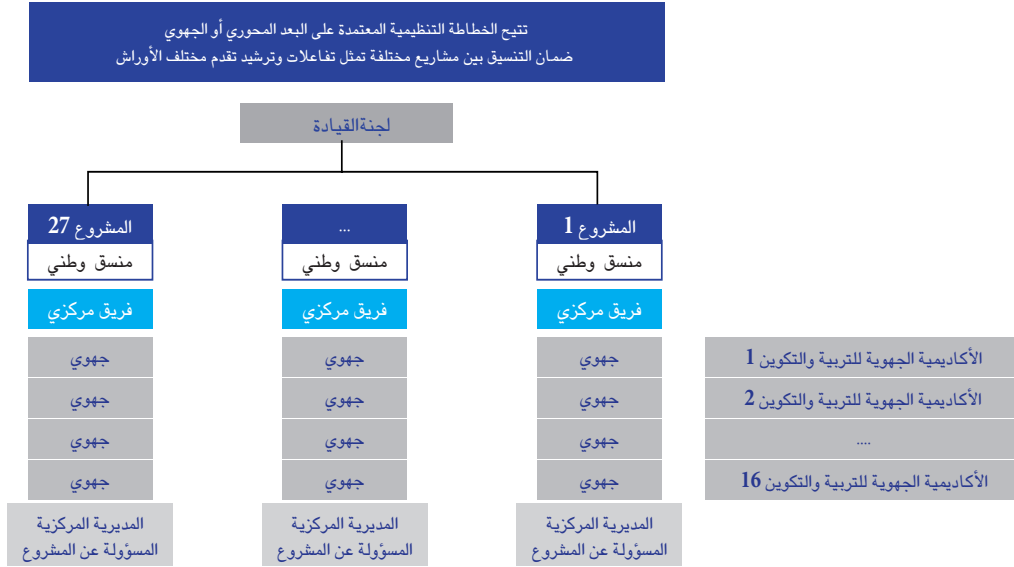 تتيح الخطاطة التنظيمية المعتمدة على البعد المحوري أو الجهوي
ضمان التنسيق بين مشاريع مختلفة تمثل تفاعلات وترشيد تقدم مختلف الأوراش
لجنةالقيادة
المشروع 1
...
المشروع 27
منسق وطني
منسق وطني
منسق وطني
فريق مركزي
فريق مركزي
فريق مركزي
الأكاديمية الجهوية للتربية والتكوين 1
جهوي
جهوي
جهوي
الأكاديمية الجهوية للتربية والتكوين 2
جهوي
جهوي
جهوي
....
جهوي
جهوي
جهوي
الأكاديمية الجهوية للتربية والتكوين 16
جهوي
جهوي
جهوي
المديرية المركزية
المسؤولة عن المشروع
المديرية المركزية
المسؤولة عن المشروع
المديرية المركزية
المسؤولة عن المشروع